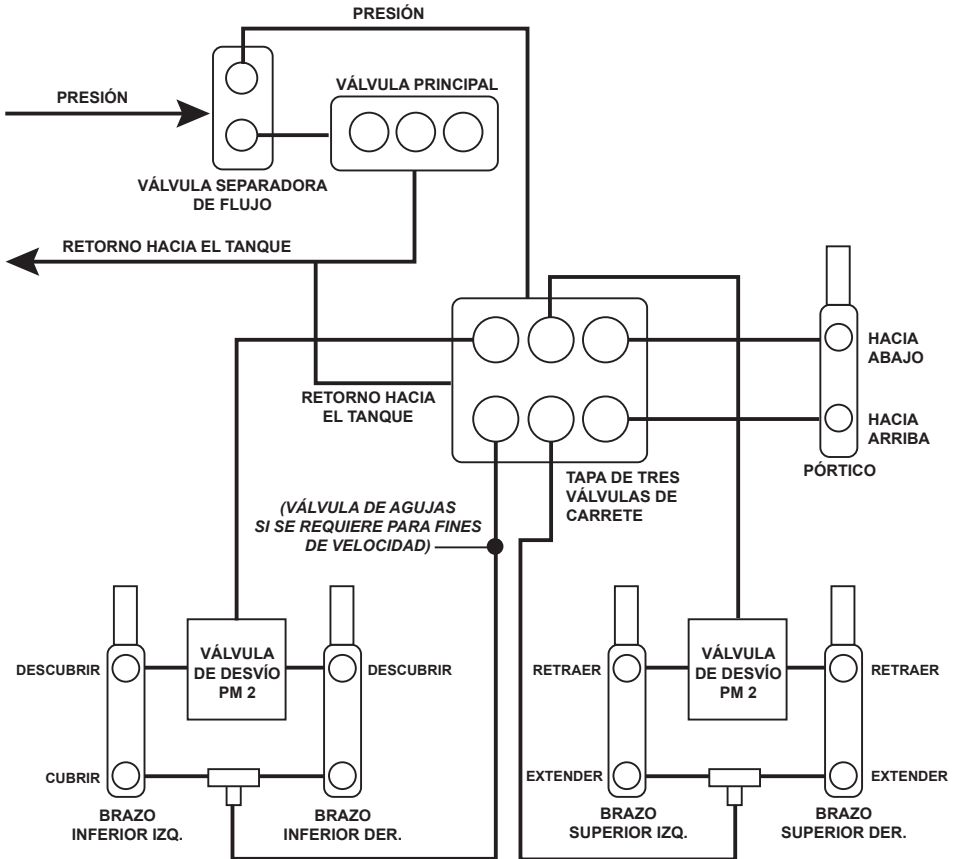 PRESIÓN
PRESIÓN
VÁLVULA PRINCIPAL
VÁLVULA SEPARADORA
DE FLUJO
RETORNO HACIA EL TANQUE
HACIA
ABAJO
RETORNO HACIA
EL TANQUE
HACIA
ARRIBA
PÓRTICO
TAPA DE TRES
VÁLVULAS DE
CARRETE
(VÁLVULA DE AGUJAS
SI SE REQUIERE PARA FINES
DE VELOCIDAD)
DESCUBRIR
VÁLVULA
DE DESVÍO
PM 2
DESCUBRIR
RETRAER
VÁLVULA
DE DESVÍO
PM 2
RETRAER
CUBRIR
EXTENDER
EXTENDER
BRAZO
INFERIOR IZQ.
BRAZO
INFERIOR DER.
BRAZO
SUPERIOR IZQ.
BRAZO
SUPERIOR DER.